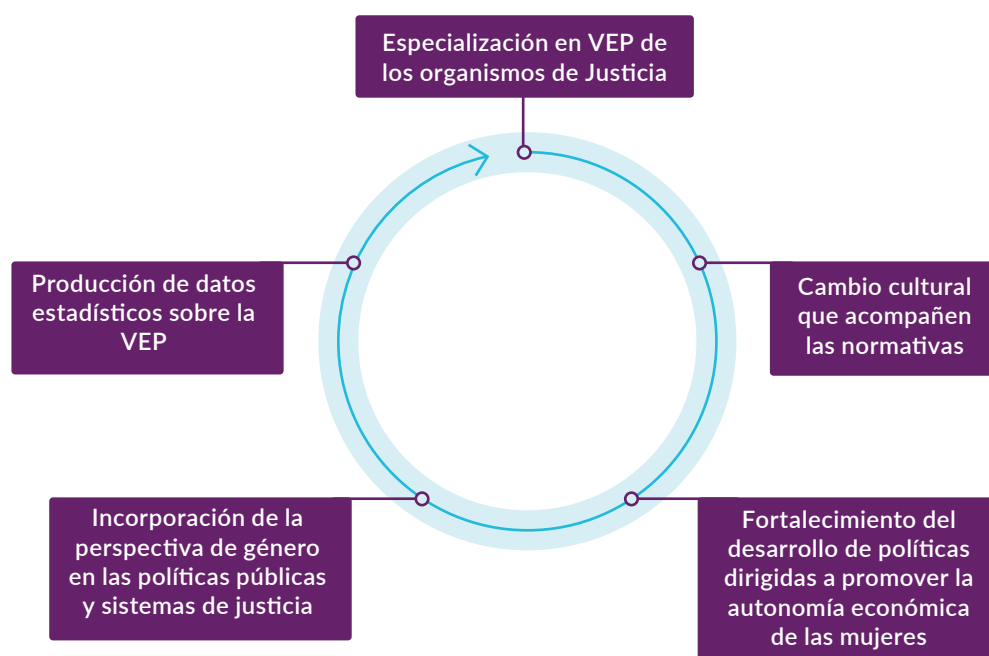 Especialización en VEP de
los organismos de Justicia
Cambio cultural
que acompañen
las normativas
Fortalecimiento del
desarrollo de políticas
dirigidas a promover la
autonomía económica
de las mujeres
Incorporación de la
perspectiva de género
en las políticas públicas
y sistemas de justicia
Producción de datos
estadísticos sobre la
VEP